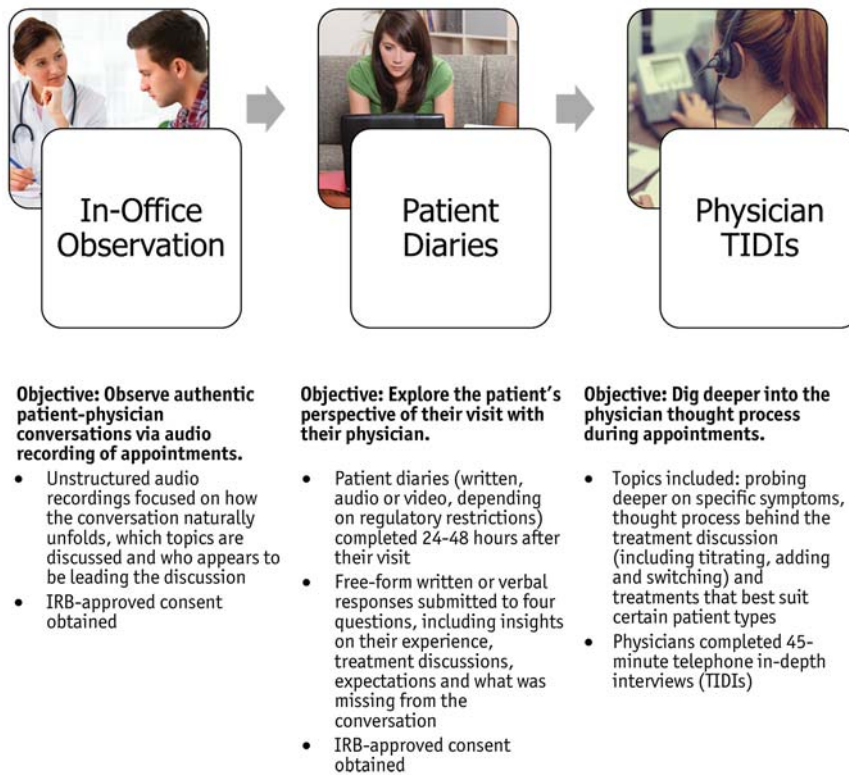 In-Office
Observation
Patient
Diaries
Physician
TIDIs
Objective: Observe authentic
patient-physician
conversations via audio
recording of appointments.
• Unstructured audio
recordings focused on how
the conversation naturally
unfolds, which topics are
discussed and who appears to
be leading the discussion
• IRB-approved consent
obtained
Objective: Explore the patient’s
perspective of their visit with
their physician.
• Patient diaries (written,
audio or video, depending
on regulatory restrictions)
completed 24-48 hours after
their visit
• Free-form written or verbal
responses submitted to four
questions, including insights
on their experience,
treatment discussions,
expectations and what was
missing from the
conversation
• IRB-approved consent
obtained
Objective: Dig deeper into the
physician thought process
during appointments.
• Topics included: probing
deeper on specific symptoms,
thought process behind the
treatment discussion
(including titrating, adding
and switching) and
treatments that best suit
certain patient types
• Physicians completed 45-
minute telephone in-depth
interviews (TIDIs)